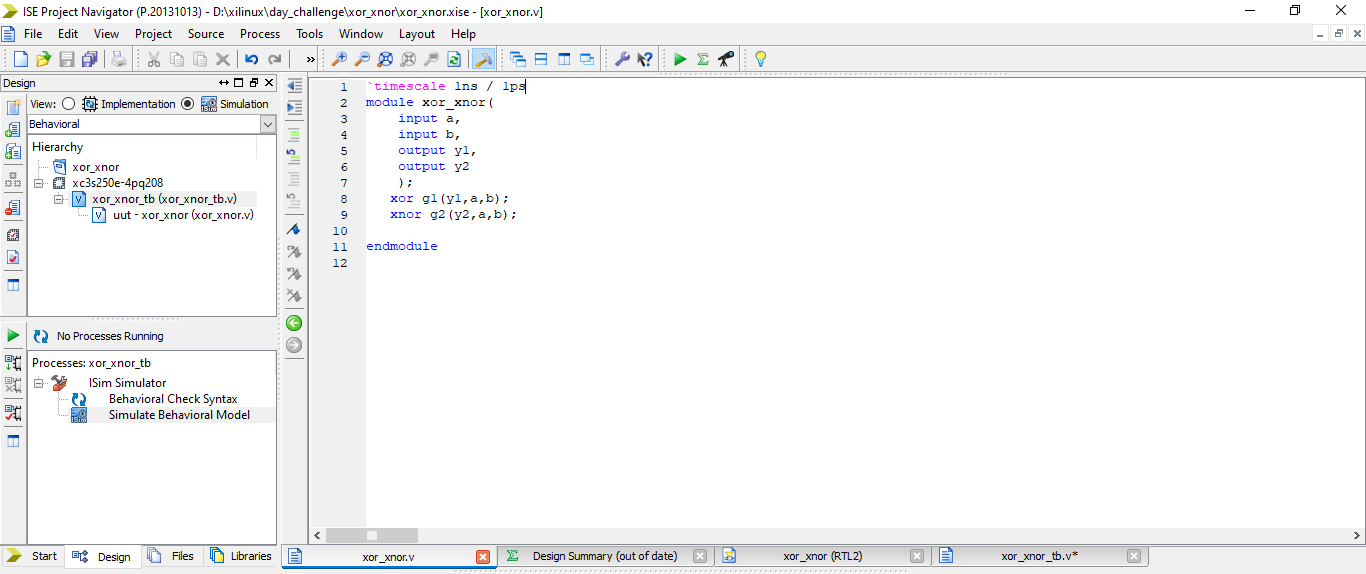 ISE Project Navigator (P.20131013) - D:\xilinux\day_challenge\xor_xnor\xor_xnor.xise - [xor_xnor.v]
File Edit View Project Source Process Tools Window Layout Help
Design
View: Implementation Simulation
Behavioral
Hierarchy
xor_xnor
xc3s250e-4pq208
xor_xnor_tb (xor_xnor_tb.v)
uut - xor_xnor (xor_xnor.v)
No Processes Running
Processes: xor_xnor_tb
ISim Simulator
Behavioral Check Syntax
Simulate Behavioral Model
Start Design Files Libraries
1 `timescale 1ns / 1ps
2 module xor_xnor(
3 input a,
4 input b,
5 output y1,
6 output y2
7 );
8 xor g1(y1,a,b);
9 xnor g2(y2,a,b);
10
11 endmodule
12
xor_xnor.v Design Summary (out of date) xor_xnor (RTL2) xor_xnor_tb.v*